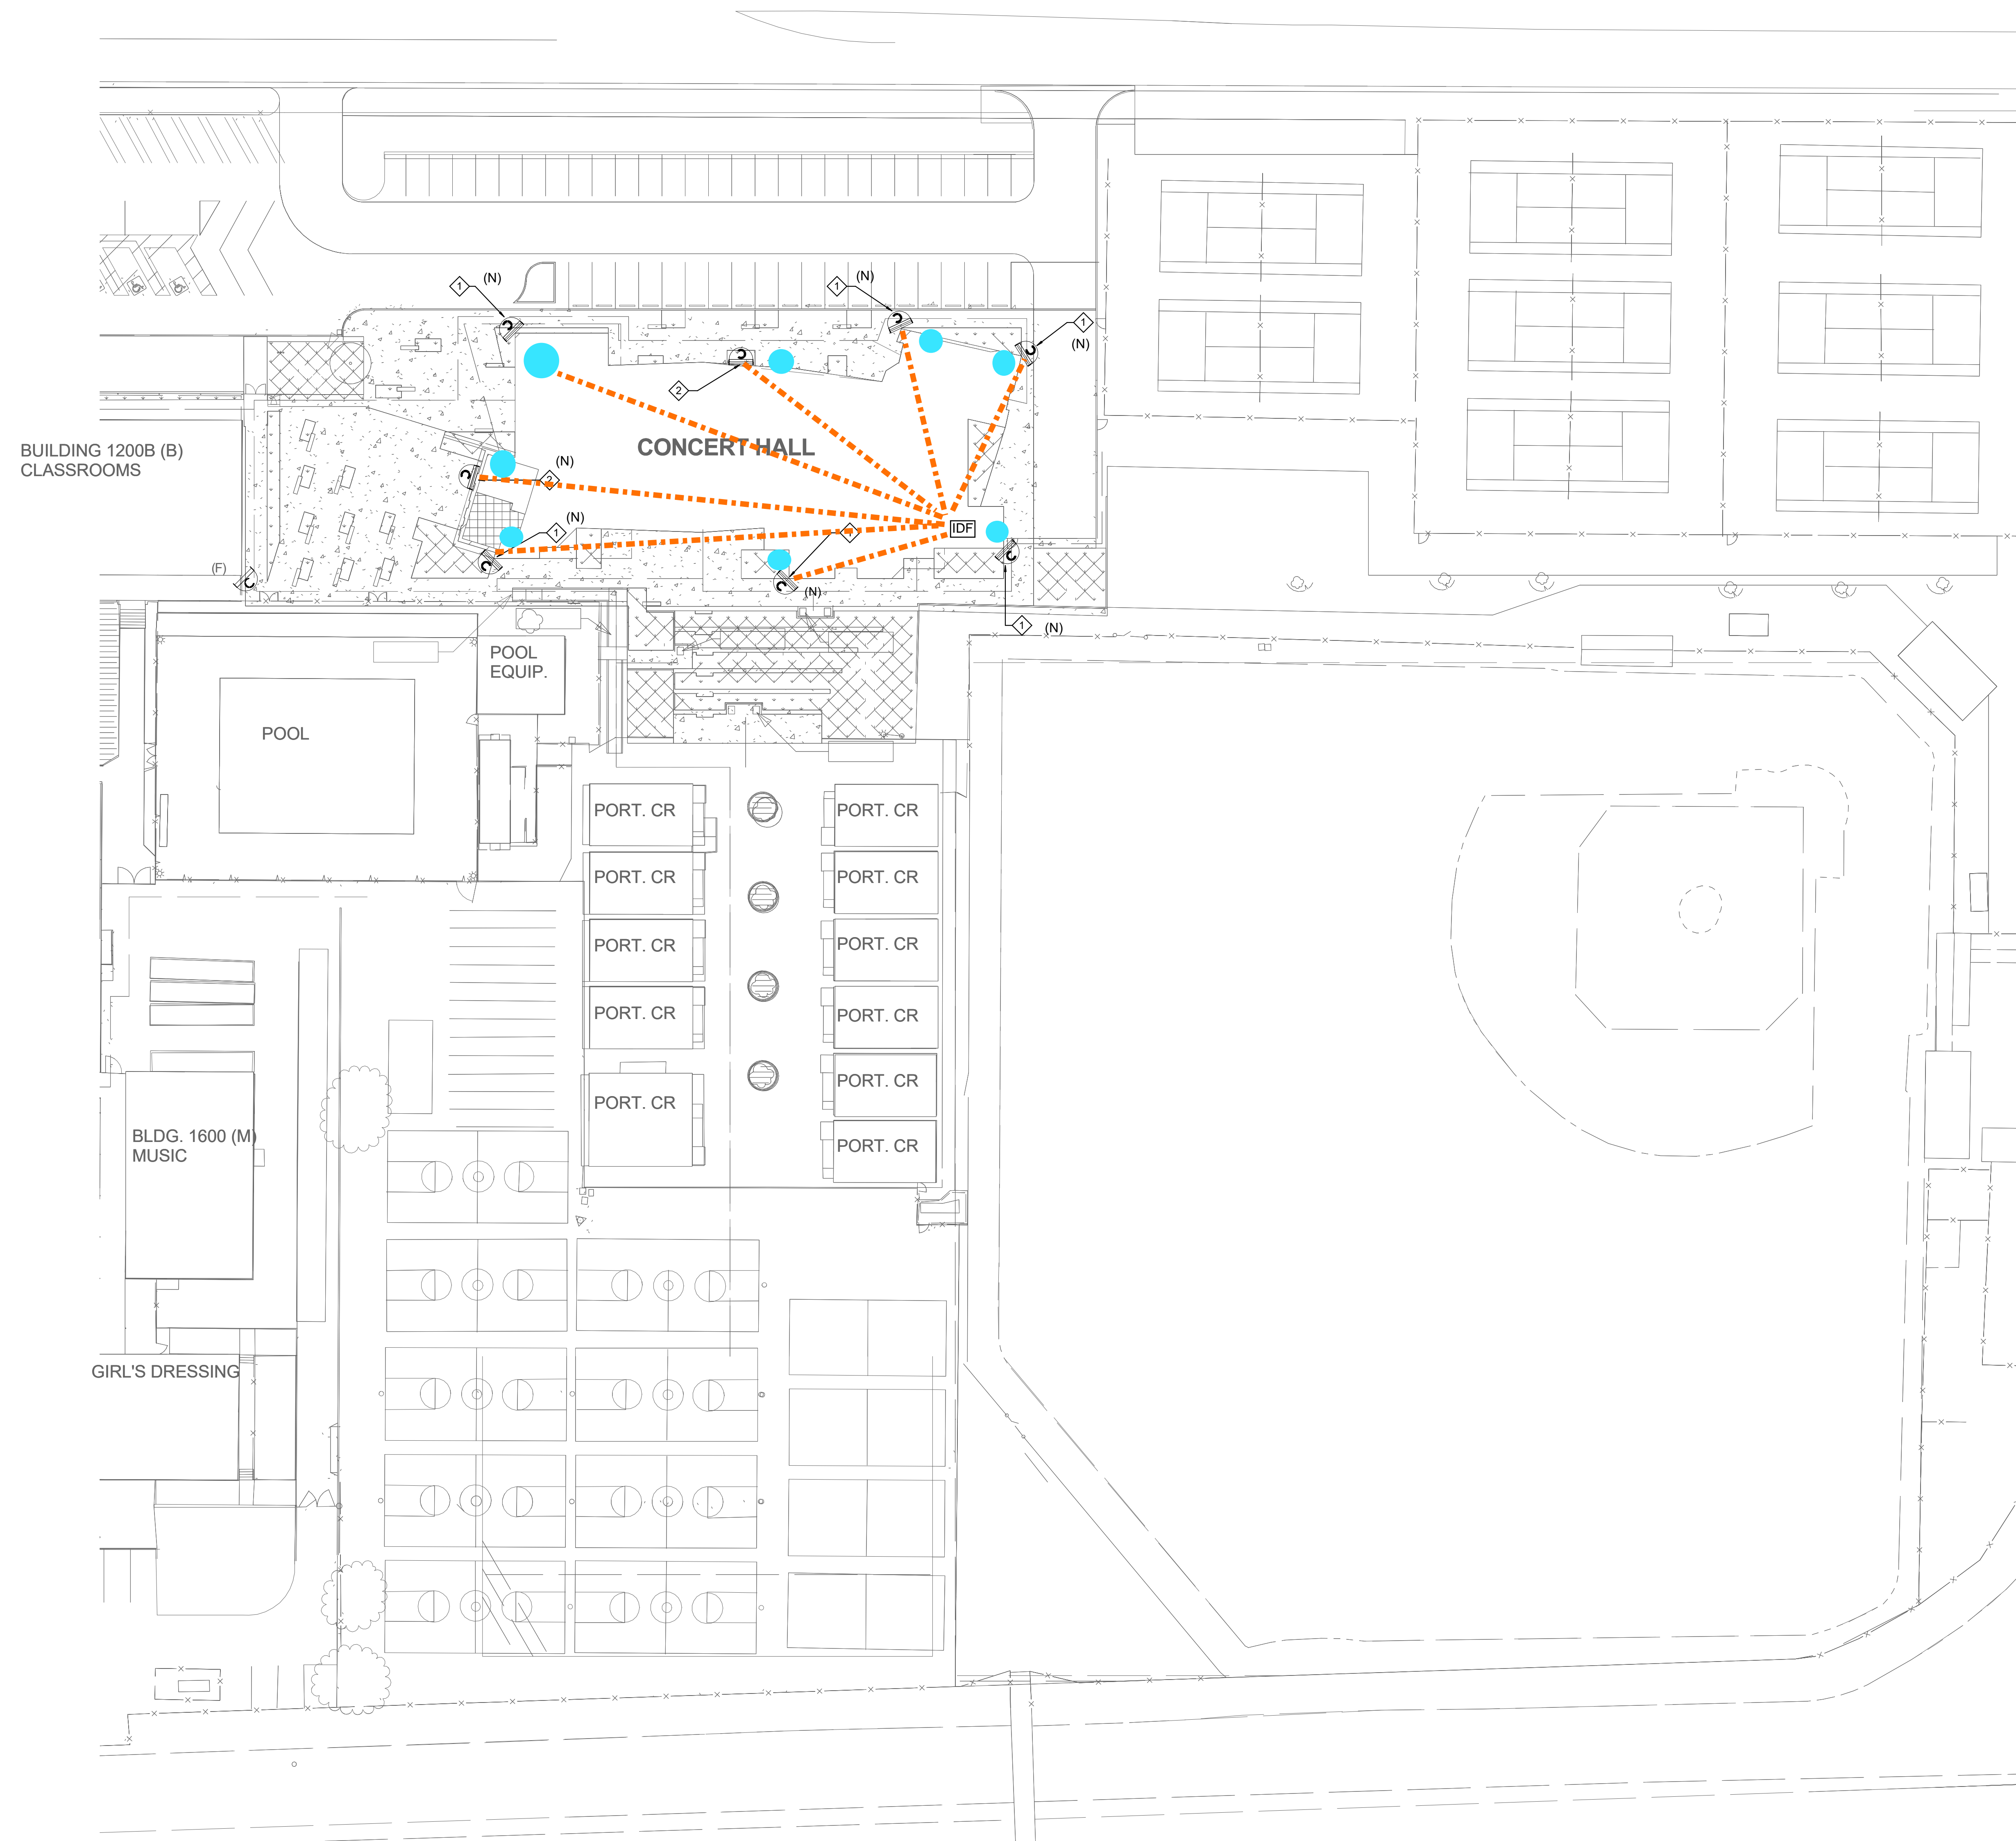 1 (N)
1 (N)
1
(N)
2
CONCERT HALL
BUILDING 1200B (B)
CLASSROOMS
(N)
2
(N)
1
1
IDF
(F)
(N)
1 (N)
POOL
EQUIP.
POOL
PORT. CR
PORT. CR
PORT. CR
PORT. CR
PORT. CR
PORT. CR
PORT. CR
PORT. CR
PORT. CR
PORT. CR
PORT. CR
BLDG. 1600 (M)
MUSIC
GIRL'S DRESSING